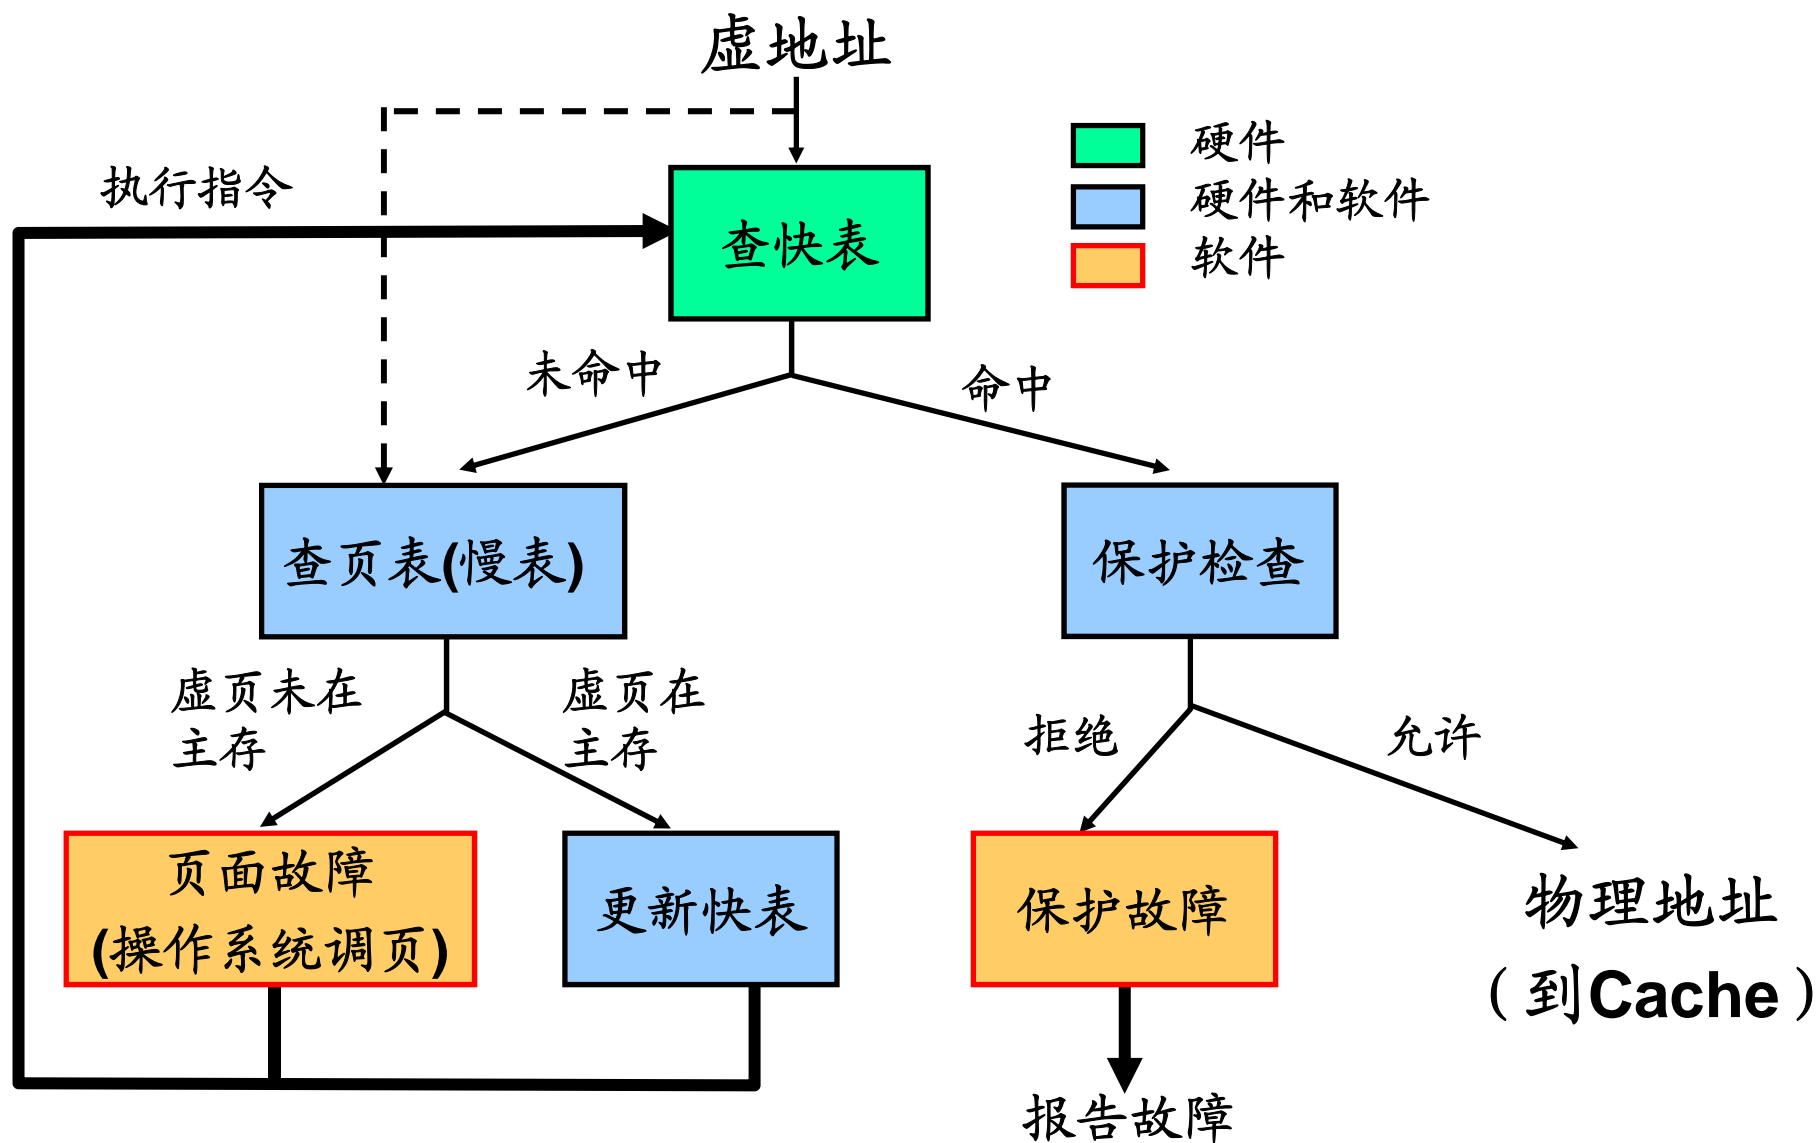 虚地址
硬件
硬件和软件
软件
执行指令
查快表
未命中
命中
查页表(慢表)
保护检查
虚页未在
主存
虚页在
主存
拒绝
允许
页面故障
(操作系统调页)
更新快表
保护故障
物理地址
（到Cache）
报告故障